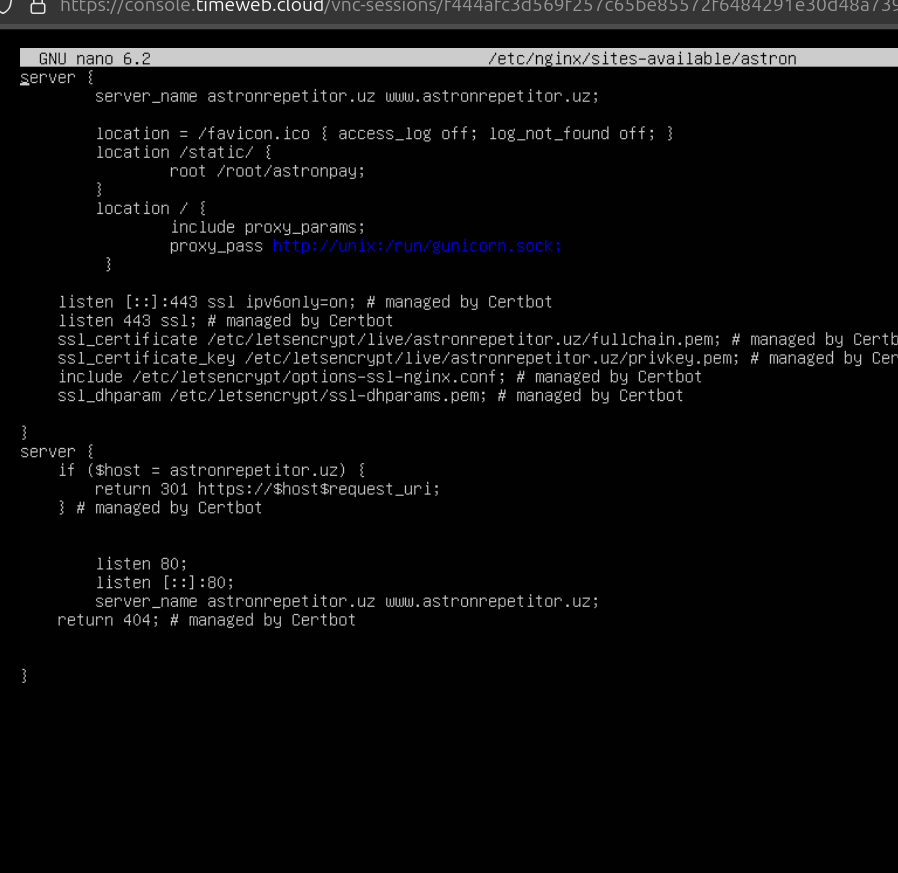 https://console.timeweb.cloud/vnc-sessions/f444afc3d569f257c65be85572f6484291e30d48a739
GNU nano 6.2 /etc/nginx/sites-available/astron
server {
server_name astronrepetitor.uz www.astronrepetitor.uz;
location = /favicon.ico { access_log off; log_not_found off; }
location /static/ {
root /root/astronpay;
}
location / {
include proxy_params;
proxy_pass http://unix:/run/gunicorn.sock;
}
listen [::]:443 ssl ipv6only=on; # managed by Certbot
listen 443 ssl; # managed by Certbot
ssl_certificate /etc/letsencrypt/live/astronrepetitor.uz/fullchain.pem; # managed by Certb
ssl_certificate_key /etc/letsencrypt/live/astronrepetitor.uz/privkey.pem; # managed by Cer
include /etc/letsencrypt/options-ssl-nginx.conf; # managed by Certbot
ssl_dhparam /etc/letsencrypt/ssl-dhparams.pem; # managed by Certbot
}
server {
if ($host = astronrepetitor.uz) {
return 301 https://$host$request_uri;
} # managed by Certbot
listen 80;
listen [::]:80;
server_name astronrepetitor.uz www.astronrepetitor.uz;
return 404; # managed by Certbot
}